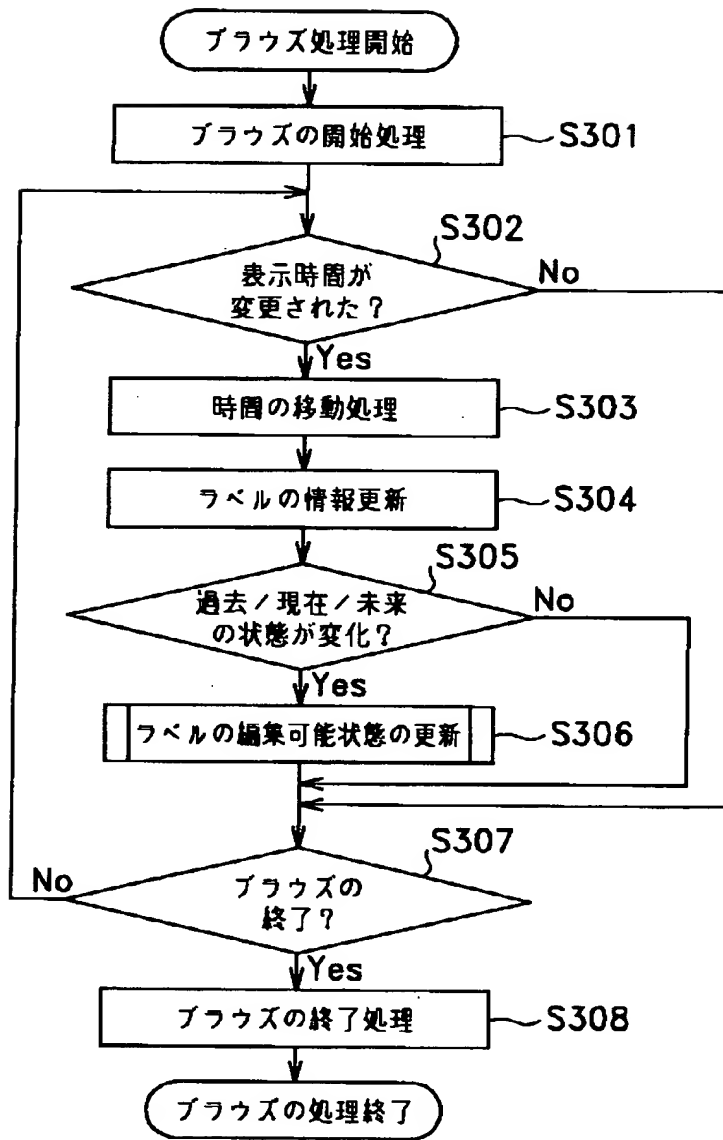 ブラウズ処理開始
ブラウズの開始処理
S301
S302
表示時間が
変更された?
No
Yes
時間の移動処理
S303
ラベルの情報更新
S304
S305
過去/現在/未来
の状態が変化?
No
Yes
ラベルの編集可能状態の更新
S306
S307
No
ブラウズの
終了?
Yes
ブラウズの終了処理
S308
ブラウズの処理終了